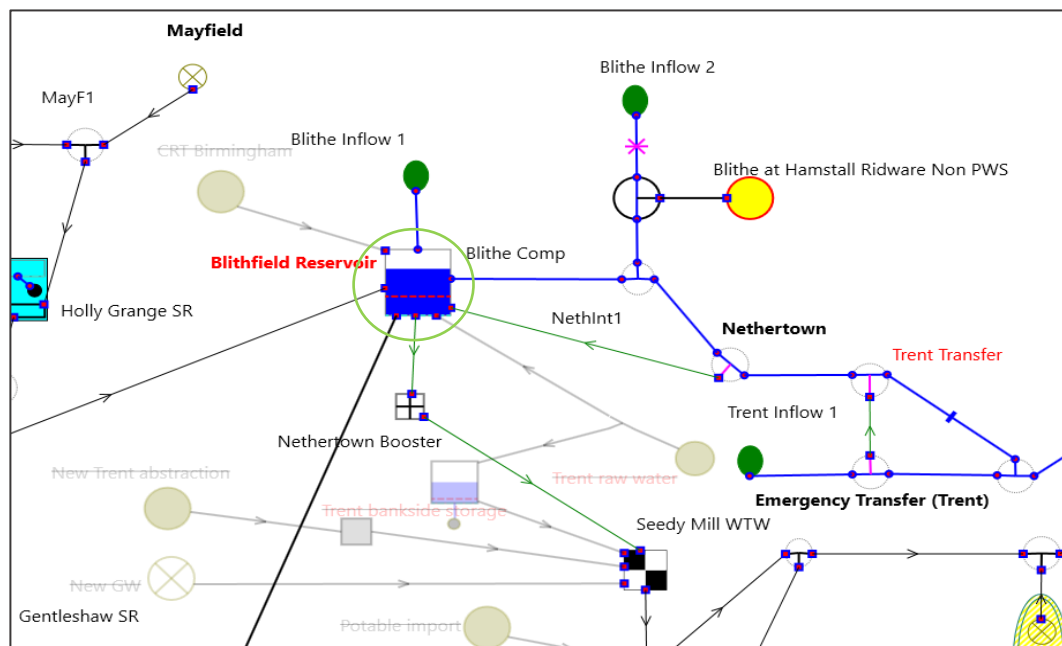 Mayfield
Blithe Inflow 2
MayF1
CRT Birmingham
Blithe Inflow 1
Blithe at Hamstall Ridware Non PWS
Blithfield Reservoir
Blithe Comp
Holly Grange SR
NethInt1
Nethertown
Trent Transfer
Trent Inflow 1
Nethertown Booster
New Trent abstraction
Trent raw water
Emergency Transfer (Trent)
Trent bankside storage
Seedy Mill WTW
New GW
Gentleshaw SR
Potable import